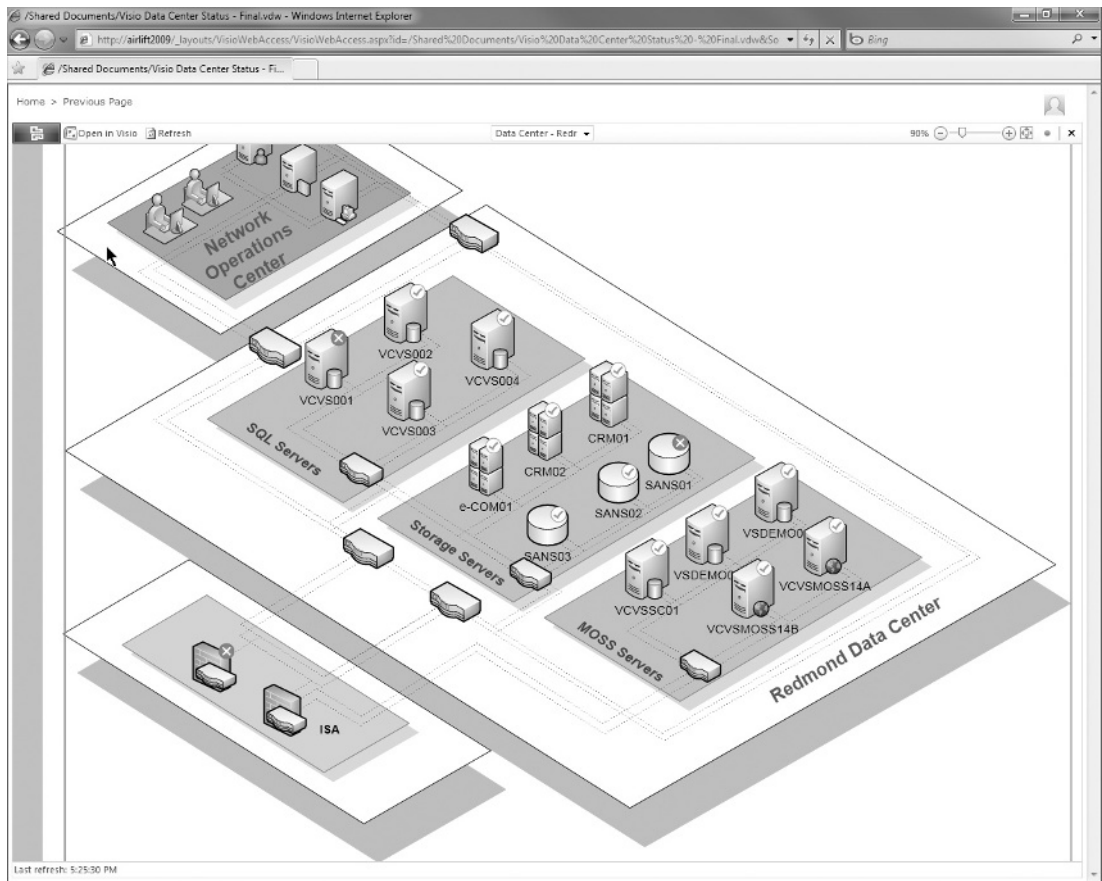 /Shared Documents/Visio Data Center Status - Final.vdw - Windows Internet Explorer
http://airlift2009/_layouts/VisioWebAccess/VisioWebAccess.aspx?id=/Shared%20Documents/Visio%20Data%20Center%20Status%20-%20Final.vdw&So
Bing
/Shared Documents/Visio Data Center Status - Fi...
Home > Previous Page
Open in Visio
Refresh
Data Center - Redr
90%
Network
Operations
Center
VCVS002
VCVS004
VCVS001
VCVS003
SQL Servers
CRM01
CRM02
SANS01
e-COM01
SANS02
SANS03
Storage Servers
VSDEMO0
VSDEMO0
VCVSMOSS14A
VCVSSC01
VCVSMOSS14B
MOSS Servers
Redmond Data Center
ISA
Last refresh: 5:25:30 PM